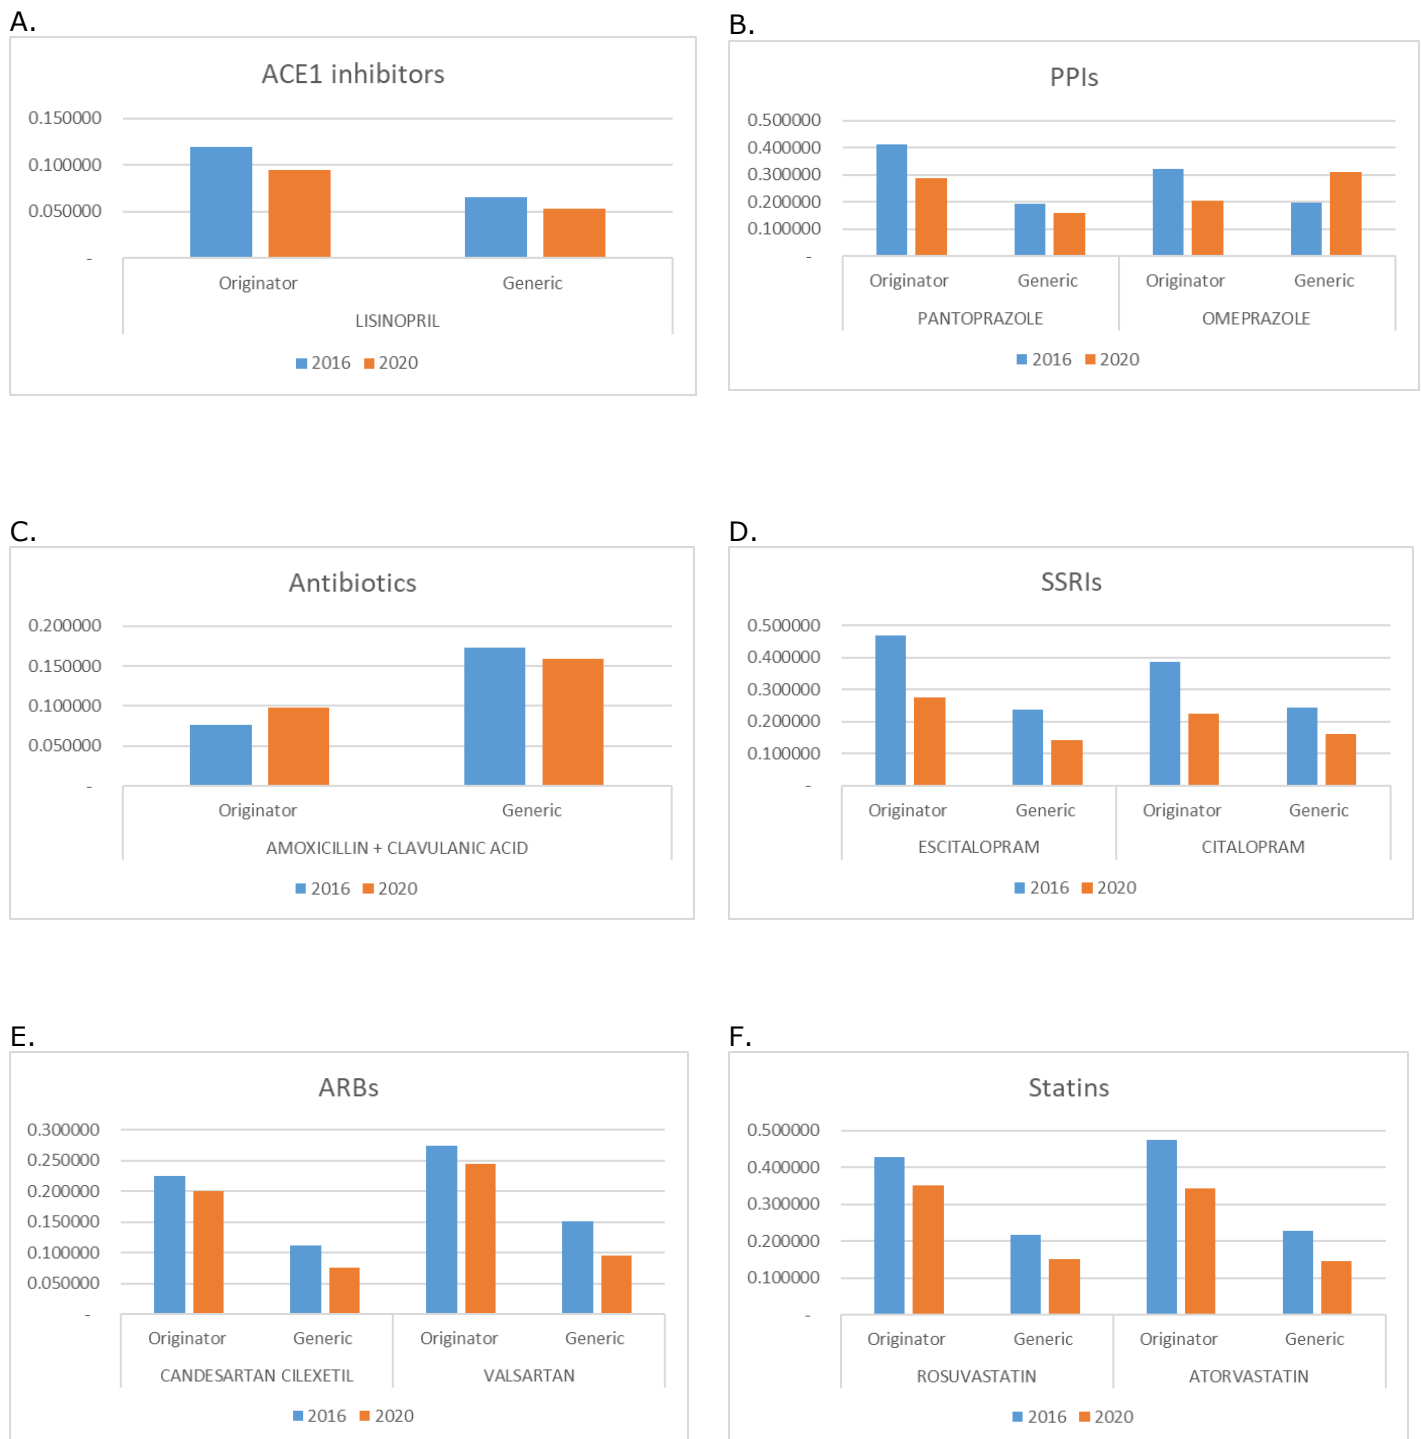 A.
ACE1 inhibitors
0.150000
0.100000
0.050000
-
Originator Generic
LISINOPRIL
2016 2020
B.
PPIs
0.500000
0.400000
0.300000
0.200000
0.100000
-
Originator Generic Originator Generic
PANTOPRAZOLE OMEPRAZOLE
2016 2020
C.
Antibiotics
0.200000
0.150000
0.100000
0.050000
-
Originator Generic
AMOXICILLIN + CLAVULANIC ACID
2016 2020
D.
SSRIs
0.500000
0.400000
0.300000
0.200000
0.100000
-
Originator Generic Originator Generic
ESCITALOPRAM CITALOPRAM
2016 2020
E.
ARBs
0.300000
0.250000
0.200000
0.150000
0.100000
0.050000
-
Originator Generic Originator Generic
CANDESARTAN CILEXETIL VALSARTAN
2016 2020
F.
Statins
0.500000
0.400000
0.300000
0.200000
0.100000
-
Originator Generic Originator Generic
ROSUVASTATIN ATORVASTATIN
2016 2020